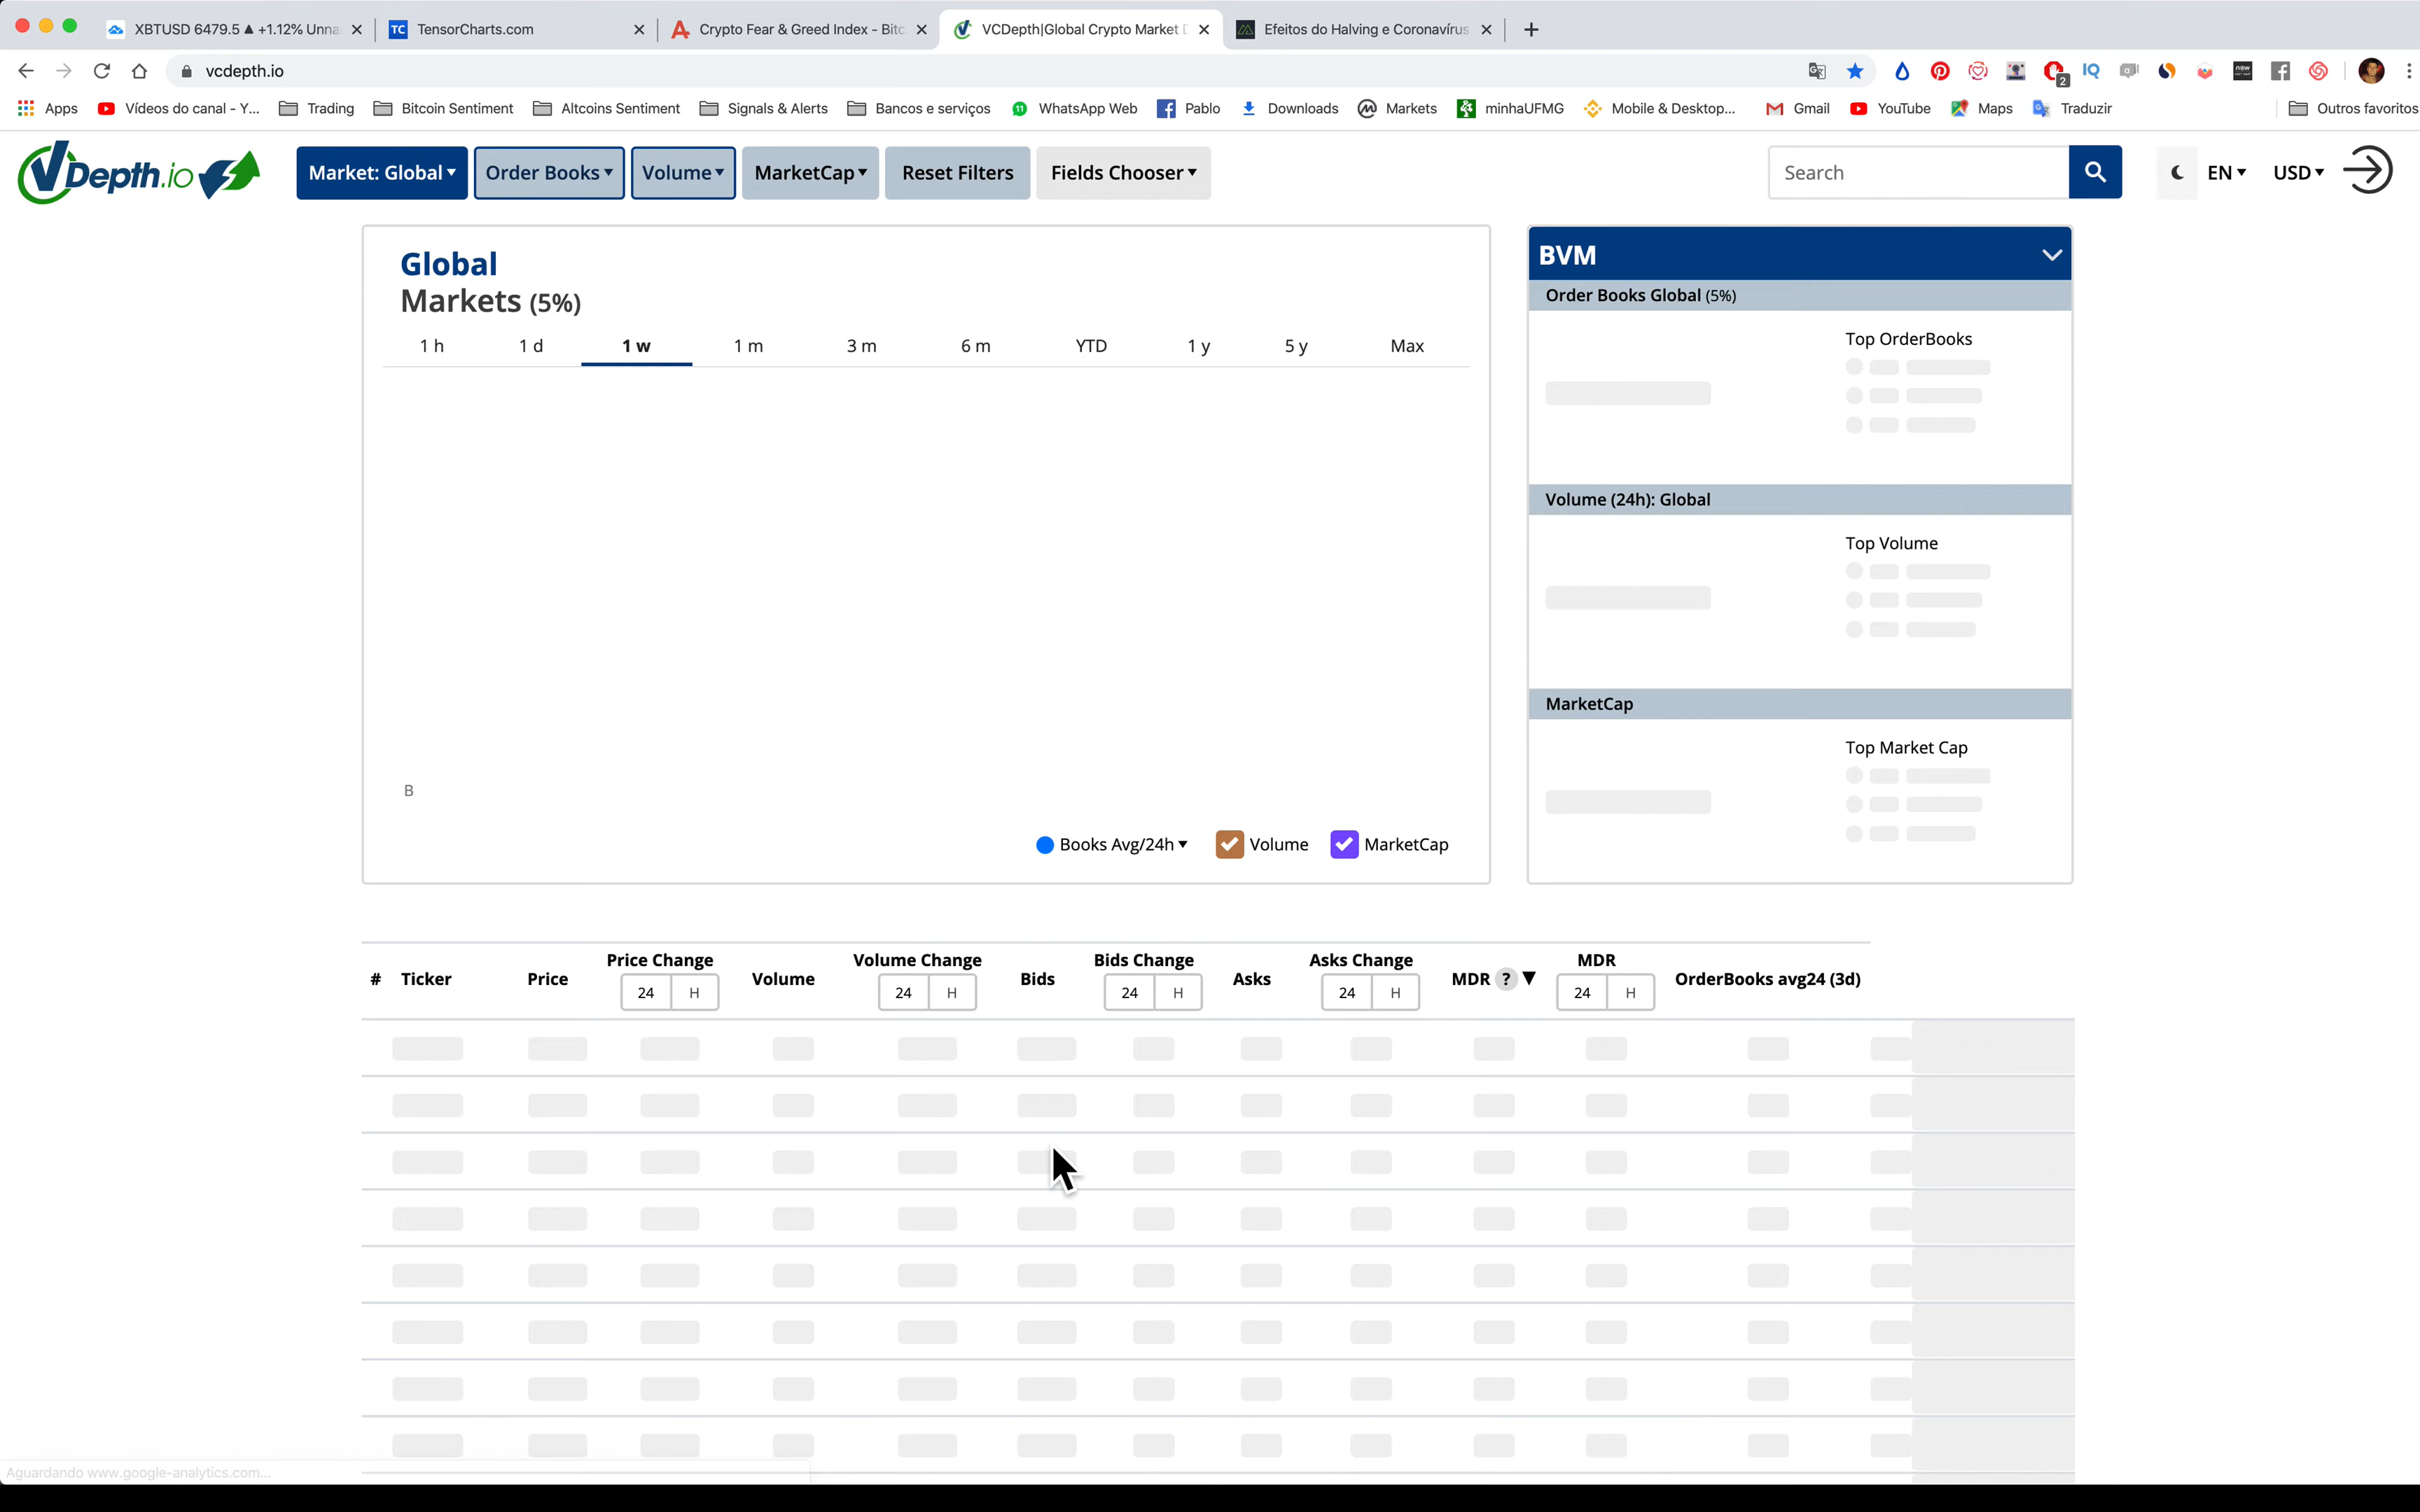 XBTUSD 6479.5 ▲ +1.12% Unna
TensorCharts.com
Crypto Fear & Greed Index - Bitc
VCDepth|Global Crypto Market D
Efeitos do Halving e Coronavírus
vcdepth.io
Apps
Vídeos do canal - Y...
Trading
Bitcoin Sentiment
Altcoins Sentiment
Signals & Alerts
Bancos e serviços
WhatsApp Web
Pablo
Downloads
Markets
minhaUFMG
Mobile & Desktop...
Gmail
YouTube
Maps
Traduzir
Outros favoritos
VDepth.io
Market: Global
Order Books
Volume
MarketCap
Reset Filters
Fields Chooser
Search
EN
USD
Global
Markets (5%)
1 h 1 d 1 w 1 m 3 m 6 m YTD 1 y 5 y Max
B
Books Avg/24h Volume MarketCap
BVM
Order Books Global (5%)
Top OrderBooks
Volume (24h): Global
Top Volume
MarketCap
Top Market Cap
# Ticker Price Price Change 24 H Volume Volume Change 24 H Bids Bids Change 24 H Asks Asks Change 24 H MDR ? MDR 24 H OrderBooks avg24 (3d)
Aguardando www.google-analytics.com...